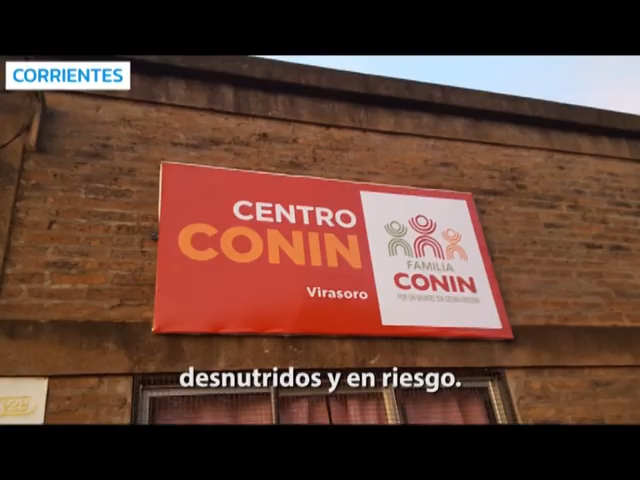 CORRIENTES
CENTRO
CONIN
Virasoro
FAMILIA
CONIN
desnutridos y en riesgo.